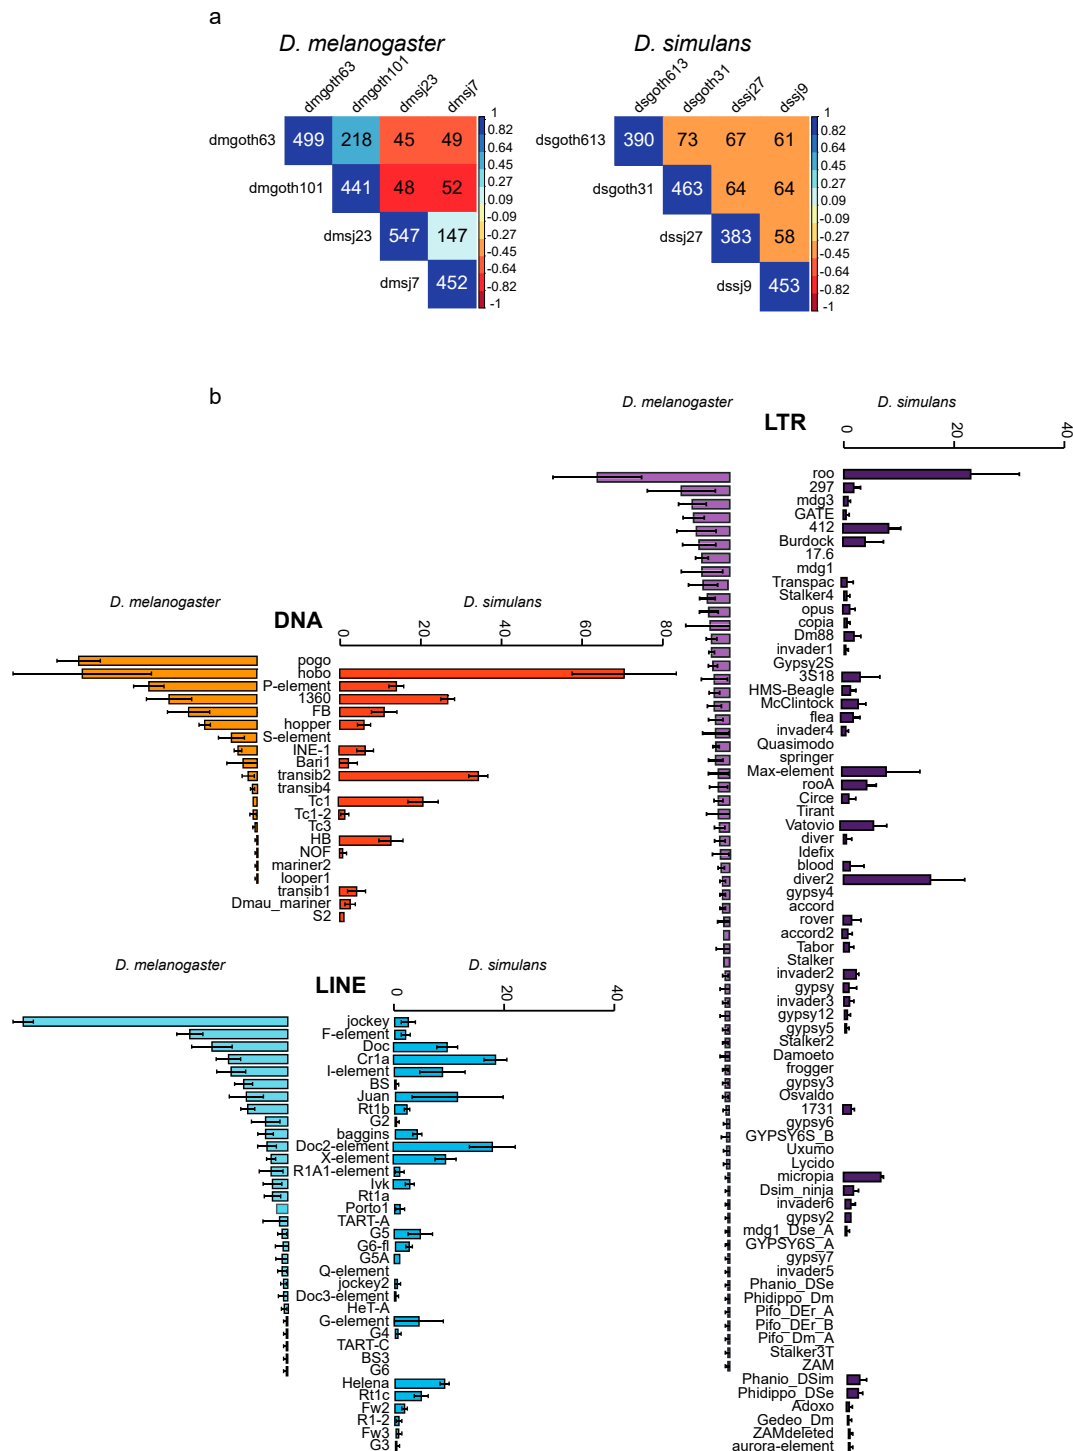 a
D. melanogaster
D. simulans
dmgoth63
dmgoth101
dmsj23
dmsj7
dsgoth613
dsgoth31
dssj27
dssj9
dmgoth63 499 218 45 49
dmgoth101 441 48 52
dmsj23 547 147
dmsj7 452
1
0.82
0.64
0.45
0.27
0.09
-0.09
-0.27
-0.45
-0.64
-0.82
-1
dsgoth613 390 73 67 61
dsgoth31 463 64 64
dssj27 383 58
dssj9 453
1
0.82
0.64
0.45
0.27
0.09
-0.09
-0.27
-0.45
-0.64
-0.82
-1
b
D. melanogaster
LTR
D. simulans
0 20 40
roo
297
mdg3
GATE
412
Burdock
17.6
mdg1
Transpac
Stalker4
opus
copia
Dm88
invader1
Gypsy2S
3S18
HMS-Beagle
McClintock
flea
invader4
Quasimodo
springer
Max-element
rooA
Circe
Tirant
Vatovio
diver
Idefix
blood
diver2
gypsy4
accord
rover
accord2
Tabor
Stalker
invader2
gypsy
invader3
gypsy12
gypsy5
Stalker2
Damoeto
frogger
gypsy3
Osvaldo
1731
gypsy6
GYPSY6S_B
Uxumo
Lycido
micropia
Dsim_ninja
invader6
gypsy2
mdg1_Dse_A
GYPSY6S_A
gypsy7
invader5
Phanio_DSe
Phidippo_Dm
Pifo_DEr_A
Pifo_DEr_B
Pifo_Dm_A
Stalker3T
ZAM
Phanio_DSim
Phidippo_DSe
Adoxo
Gedeo_Dm
ZAMdeleted
aurora-element
D. melanogaster
DNA
D. simulans
0 20 40 60 80
pogo
hobo
P-element
1360
FB
hopper
S-element
INE-1
Bari1
transib2
transib4
Tc1
Tc1-2
Tc3
HB
NOF
mariner2
looper1
transib1
Dmau_mariner
S2
D. melanogaster
LINE
D. simulans
0 20 40
jockey
F-element
Doc
Cr1a
I-element
BS
Juan
Rt1b
G2
baggins
Doc2-element
X-element
R1A1-element
Ivk
Rt1a
Porto1
TART-A
G5
G6-fl
G5A
Q-element
jockey2
Doc3-element
HeT-A
G-element
G4
TART-C
BS3
G6
Helena
Rt1c
Fw2
R1-2
Fw3
G3